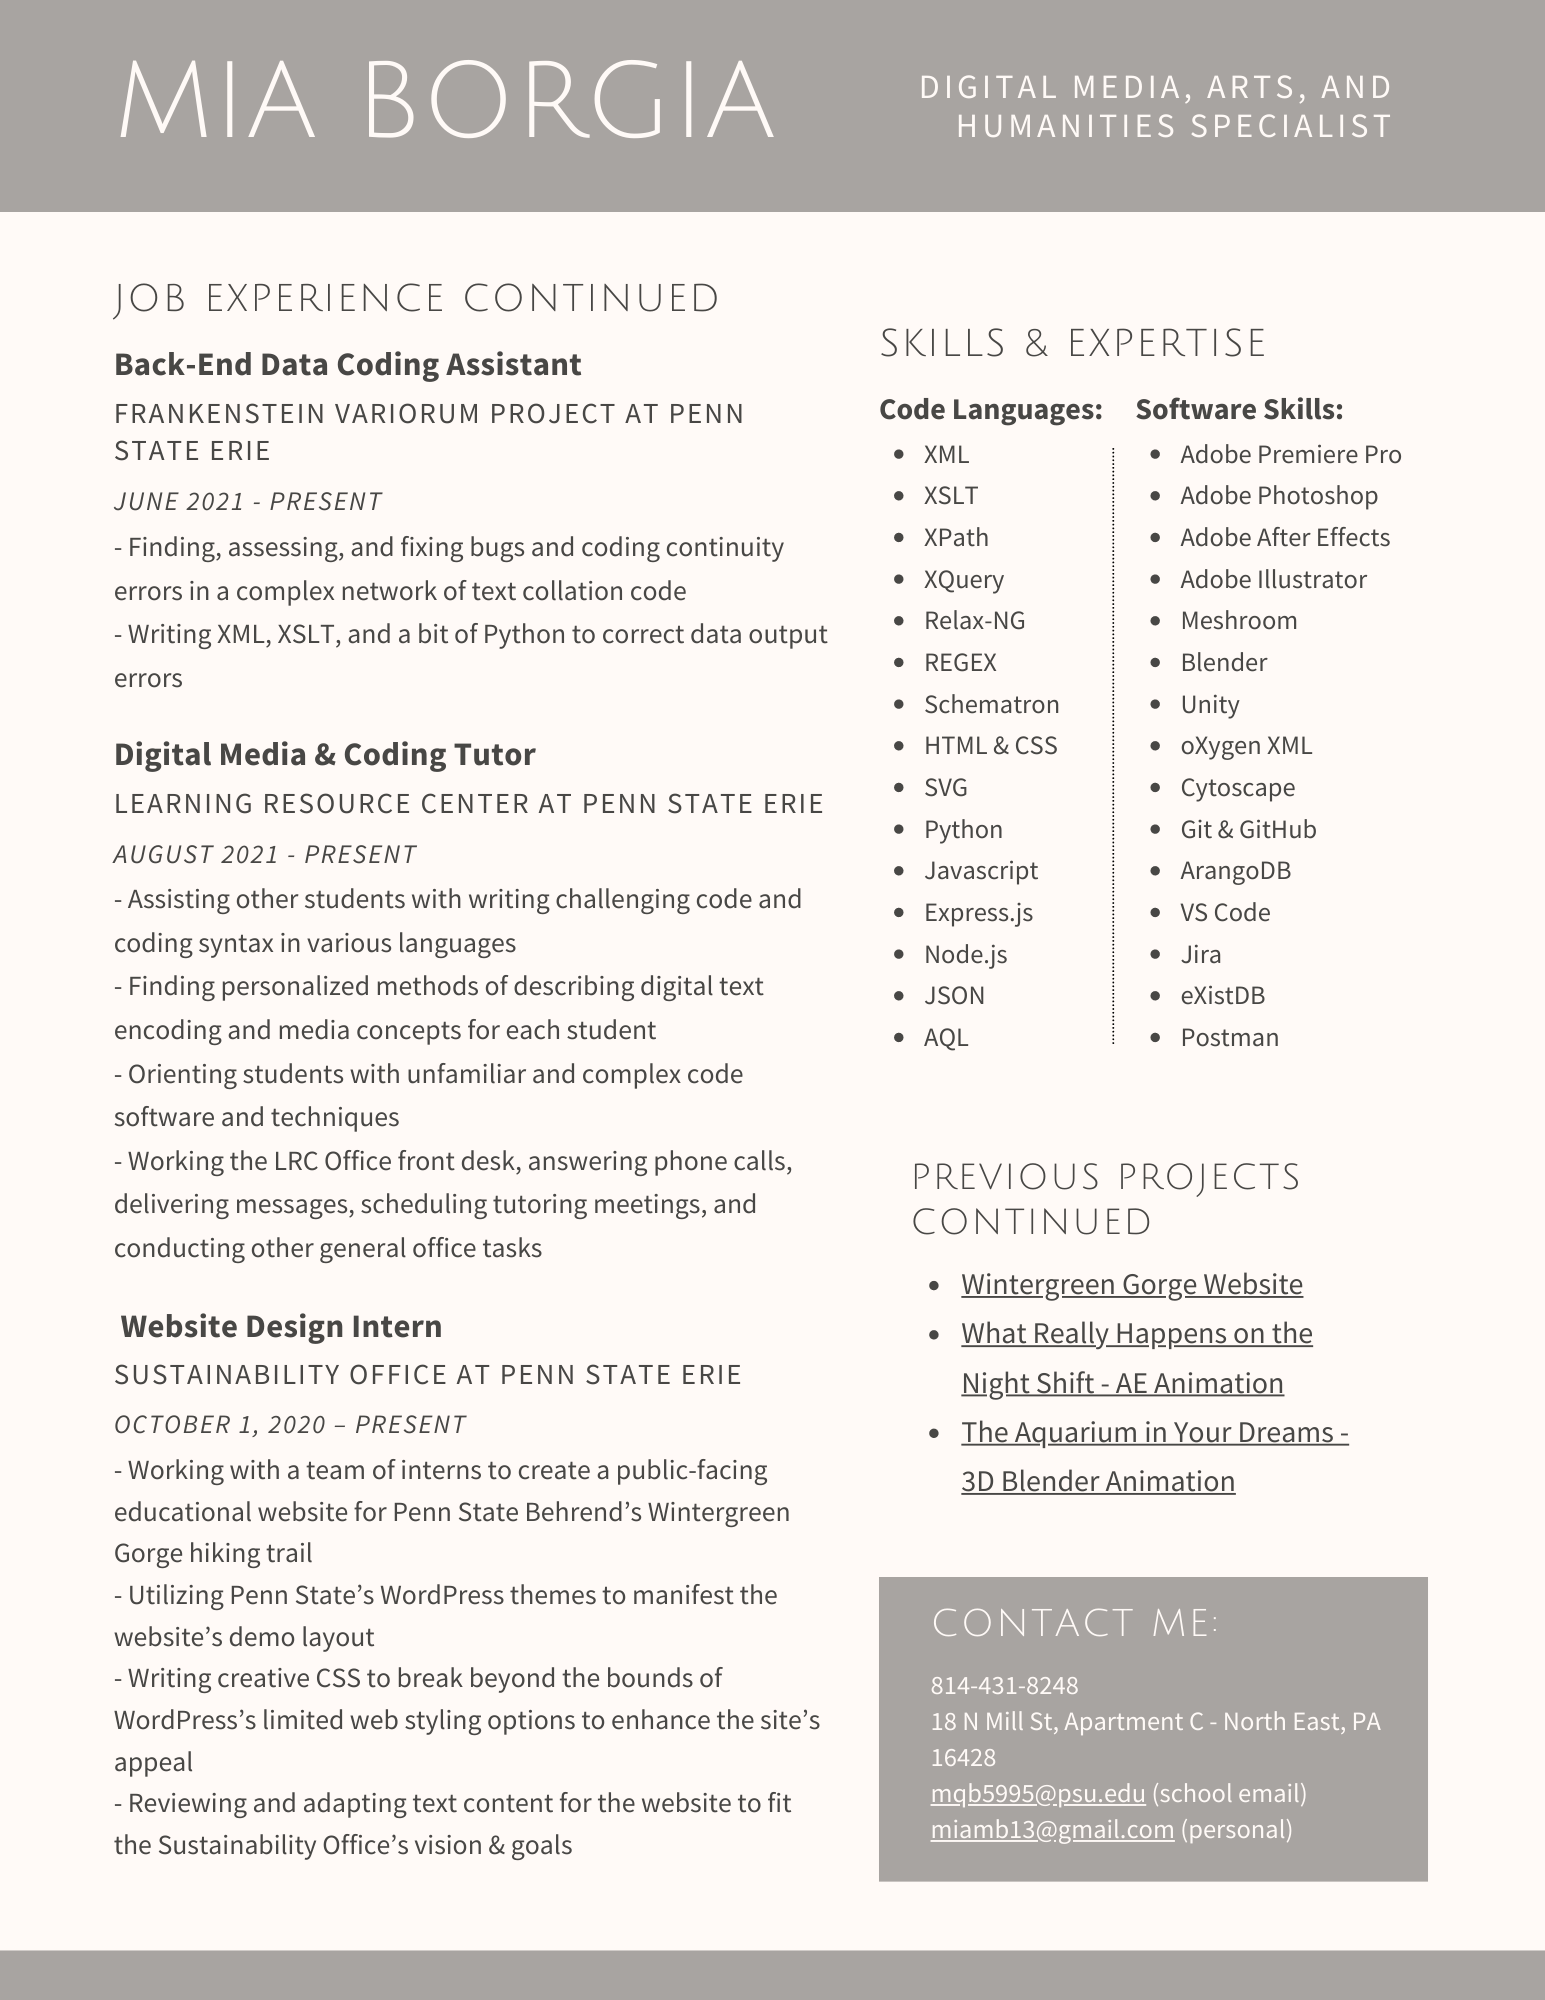 MIA BORGIA
DIGITAL MEDIA, ARTS, AND
HUMANITIES SPECIALIST
JOB EXPERIENCE CONTINUED
Back-End Data Coding Assistant
FRANKENSTEIN VARIORUM PROJECT AT PENN
STATE ERIE
JUNE 2021 - PRESENT
- Finding, assessing, and fixing bugs and coding continuity
errors in a complex network of text collation code
- Writing XML, XSLT, and a bit of Python to correct data output
errors
Digital Media & Coding Tutor
LEARNING RESOURCE CENTER AT PENN STATE ERIE
AUGUST 2021 - PRESENT
- Assisting other students with writing challenging code and
coding syntax in various languages
- Finding personalized methods of describing digital text
encoding and media concepts for each student
- Orienting students with unfamiliar and complex code
software and techniques
- Working the LRC Office front desk, answering phone calls,
delivering messages, scheduling tutoring meetings, and
conducting other general office tasks
Website Design Intern
SUSTAINABILITY OFFICE AT PENN STATE ERIE
OCTOBER 1, 2020 – PRESENT
- Working with a team of interns to create a public-facing
educational website for Penn State Behrend’s Wintergreen
Gorge hiking trail
- Utilizing Penn State’s WordPress themes to manifest the
website’s demo layout
- Writing creative CSS to break beyond the bounds of
WordPress’s limited web styling options to enhance the site’s
appeal
- Reviewing and adapting text content for the website to fit
the Sustainability Office’s vision & goals
SKILLS & EXPERTISE
Code Languages:
• XML
• XSLT
• XPath
• XQuery
• Relax-NG
• REGEX
• Schematron
• HTML & CSS
• SVG
• Python
• Javascript
• Express.js
• Node.js
• JSON
• AQL
Software Skills:
• Adobe Premiere Pro
• Adobe Photoshop
• Adobe After Effects
• Adobe Illustrator
• Meshroom
• Blender
• Unity
• oXygen XML
• Cytoscape
• Git & GitHub
• ArangoDB
• VS Code
• Jira
• eXistDB
• Postman
PREVIOUS PROJECTS
CONTINUED
• Wintergreen Gorge Website
• What Really Happens on the
Night Shift - AE Animation
• The Aquarium in Your Dreams -
3D Blender Animation
CONTACT ME:
814-431-8248
18 N Mill St, Apartment C - North East, PA
16428
mqb5995@psu.edu (school email)
miamb13@gmail.com (personal)